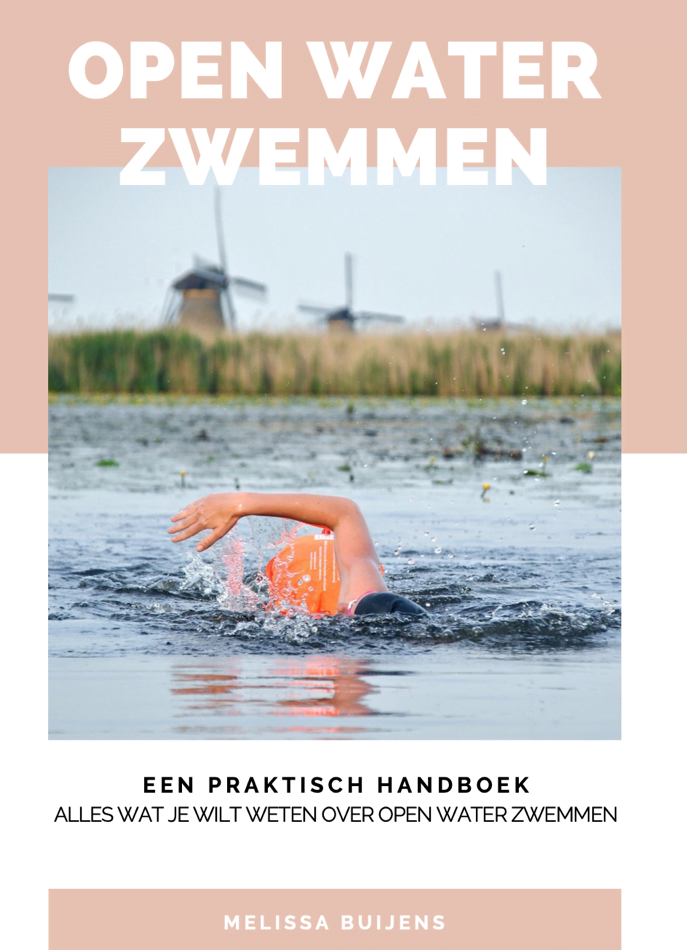 OPEN WATER
ZWEMMEN
EEN PRAKTISCH HANDBOEK
ALLES WAT JE WILT WETEN OVER OPEN WATER ZWEMMEN
MELISSA BUIJENS